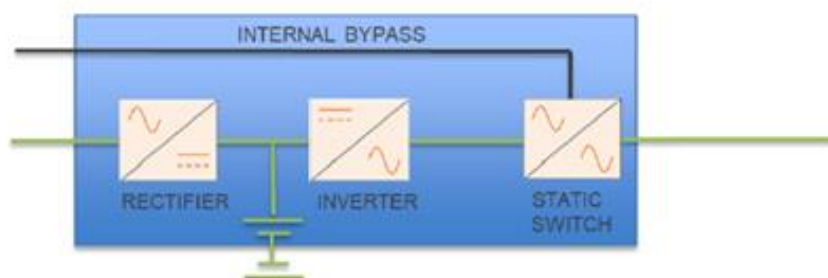 INTERNAL BYPASS
RECTIFIER
INVERTER
STATIC
SWITCH